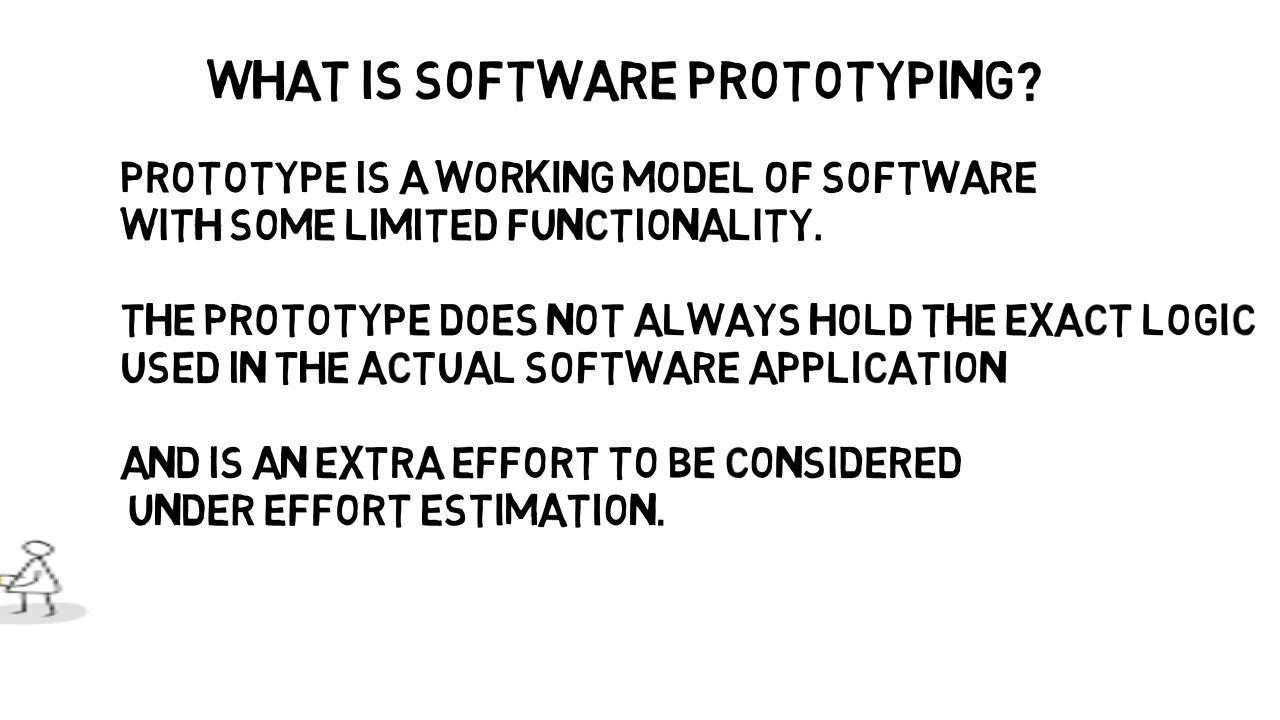 WHAT IS SOFTWARE PROTOTYPING?
PROTOTYPE IS A WORKING MODEL OF SOFTWARE
WITH SOME LIMITED FUNCTIONALITY.
THE PROTOTYPE DOES NOT ALWAYS HOLD THE EXACT LOGIC
USED IN THE ACTUAL SOFTWARE APPLICATION
AND IS AN EXTRA EFFORT TO BE CONSIDERED
UNDER EFFORT ESTIMATION.